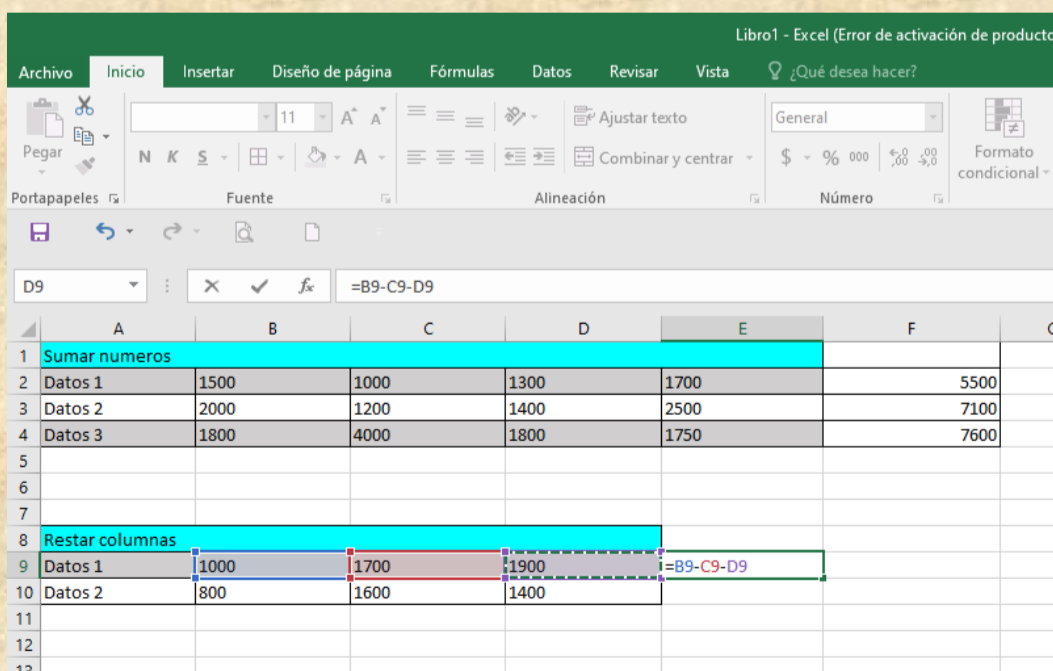 Libro1 - Excel (Error de activación de producto
Archivo Inicio Insertar Diseño de página Fórmulas Datos Revisar Vista ¿Qué desea hacer?
11 A A Ajustar texto General
Pegar N K S A Combinar y centrar $ % 000 ,00 ,0 Formato condicional
Portapapeles Fuente Alineación Número
D9 fx =B9-C9-D9
A B C D E F
1 Sumar numeros
2 Datos 1 1500 1000 1300 1700 5500
3 Datos 2 2000 1200 1400 2500 7100
4 Datos 3 1800 4000 1800 1750 7600
5
6
7
8 Restar columnas
9 Datos 1 1000 1700 1900 =B9-C9-D9
10 Datos 2 800 1600 1400
11
12